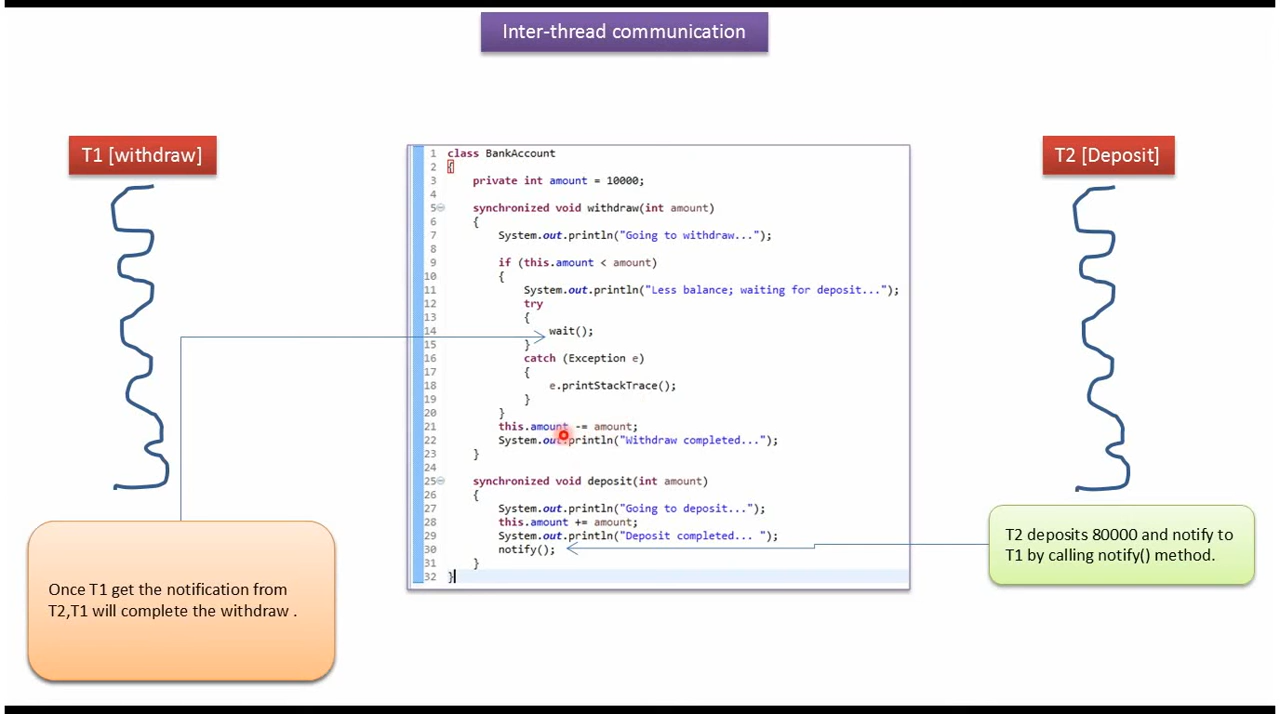 Inter-thread communication
T1 [withdraw]
T2 [Deposit]
1 class BankAccount
2 {
3 private int amount = 10000;
4
5 synchronized void withdraw(int amount)
6 {
7 System.out.println("Going to withdraw...");
8
9 if (this.amount < amount)
10 {
11 System.out.println("Less balance; waiting for deposit...");
12 try
13 {
14 wait();
15 }
16 catch (Exception e)
17 {
18 e.printStackTrace();
19 }
20 }
21 this.amount -= amount;
22 System.out.println("Withdraw completed...");
23 }
24
25 synchronized void deposit(int amount)
26 {
27 System.out.println("Going to deposit...");
28 this.amount += amount;
29 System.out.println("Deposit completed... ");
30 notify();
31 }
32 }
T2 deposits 80000 and notify to
T1 by calling notify() method.
Once T1 get the notification from
T2,T1 will complete the withdraw .